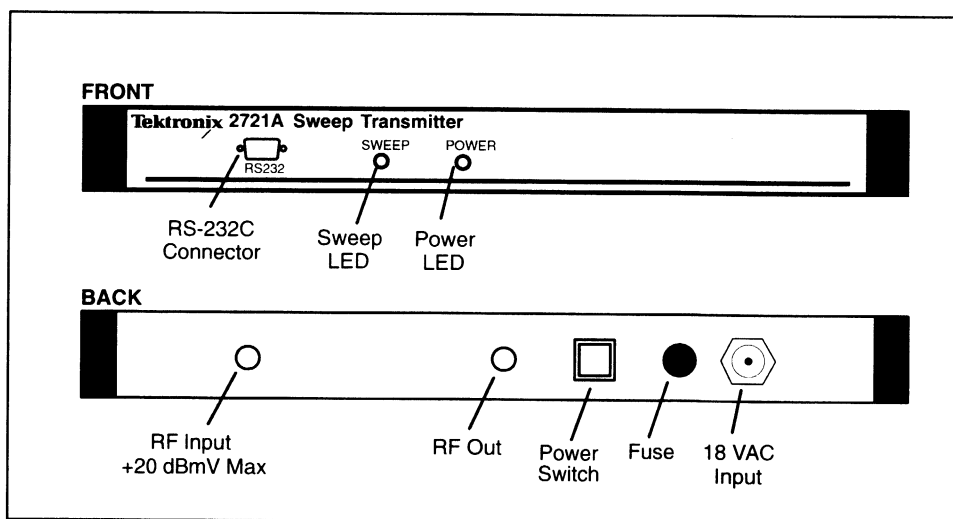 FRONT
Tektronix 2721A Sweep Transmitter
SWEEP POWER
RS232
RS-232C
Connector
Sweep
LED
Power
LED
BACK
RF Input
+20 dBmV Max
RF Out
Power
Switch
Fuse
18 VAC
Input